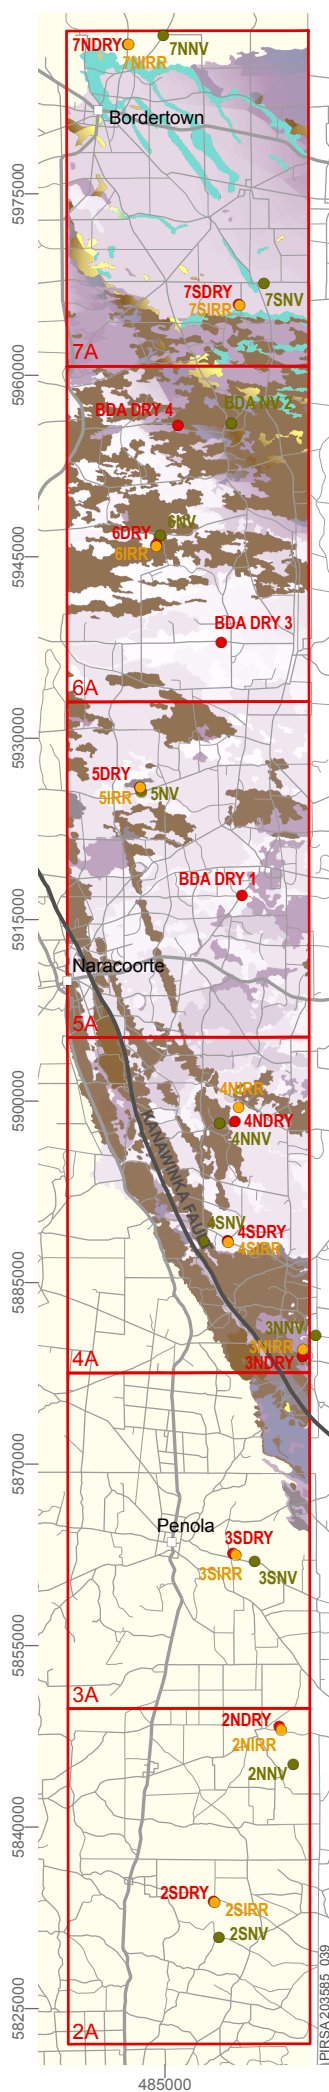 7NDRY
7NNV
7NIRR
Bordertown
5975000
7SDRY
7SNV
7SIRR
7A
5960000
BDA DRY 4
BDA NV 2
6NV
6DRY
6IRR
5945000
BDA DRY 3
6A
5930000
5DRY
5IRR
5NV
BDA DRY 1
5915000
Naracoorte
5A
4NIRR
5900000
4NDRY
4NNV
KANAWINKA FAULT
4SNV
4SDRY
4SIRR
5885000
3NNV
3NIRR
3NDRY
4A
5870000
Penola
3SDRY
3SIRR
3SNV
5855000
3A
2NDRY
2NIRR
2NNV
5840000
2SDRY
2SIRR
2SNV
5825000
2A
PIRSA 203585_039
485000